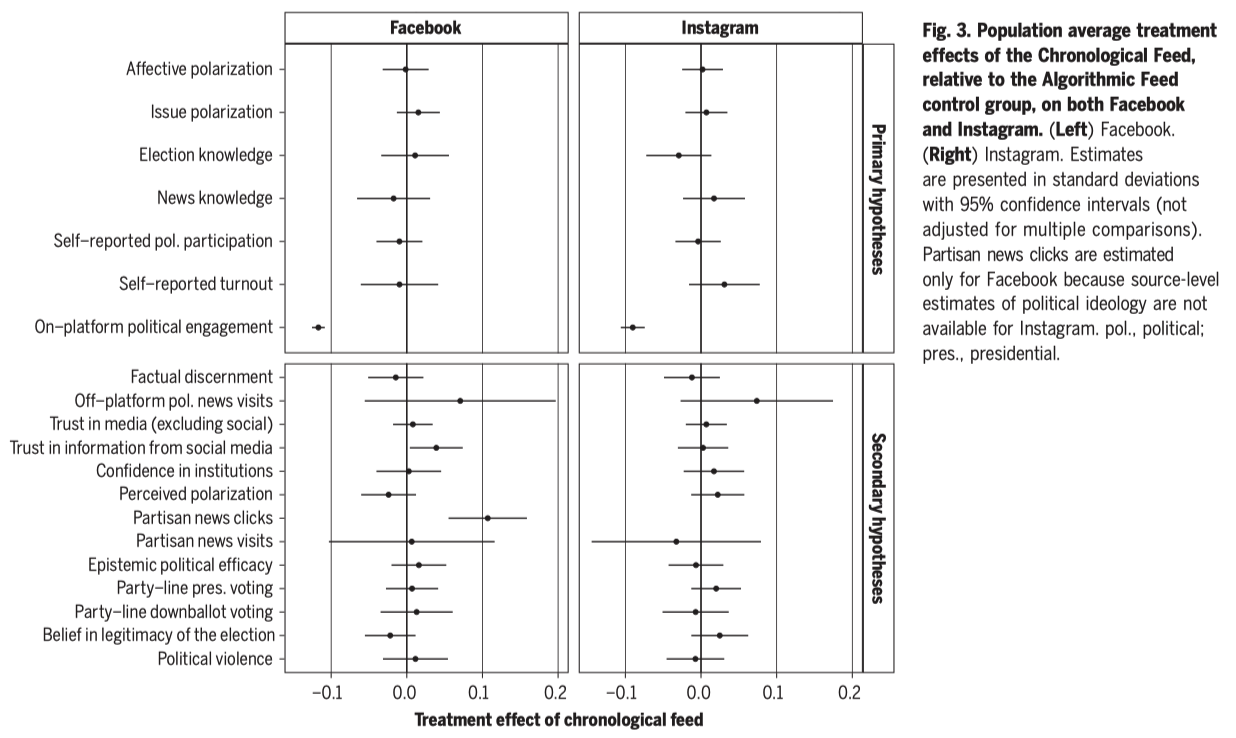 Facebook
Instagram
Affective polarization
Issue polarization
Election knowledge
News knowledge
Self−reported pol. participation
Self−reported turnout
On−platform political engagement
Primary hypotheses
Factual discernment
Off−platform pol. news visits
Trust in media (excluding social)
Trust in information from social media
Confidence in institutions
Perceived polarization
Partisan news clicks
Partisan news visits
Epistemic political efficacy
Party−line pres. voting
Party−line downballot voting
Belief in legitimacy of the election
Political violence
Secondary hypotheses
−0.1 0.0 0.1 0.2
−0.1 0.0 0.1 0.2
Treatment effect of chronological feed
Fig. 3. Population average treatment
effects of the Chronological Feed,
relative to the Algorithmic Feed
control group, on both Facebook
and Instagram. (Left) Facebook.
(Right) Instagram. Estimates
are presented in standard deviations
with 95% confidence intervals (not
adjusted for multiple comparisons).
Partisan news clicks are estimated
only for Facebook because source-level
estimates of political ideology are not
available for Instagram. pol., political;
pres., presidential.